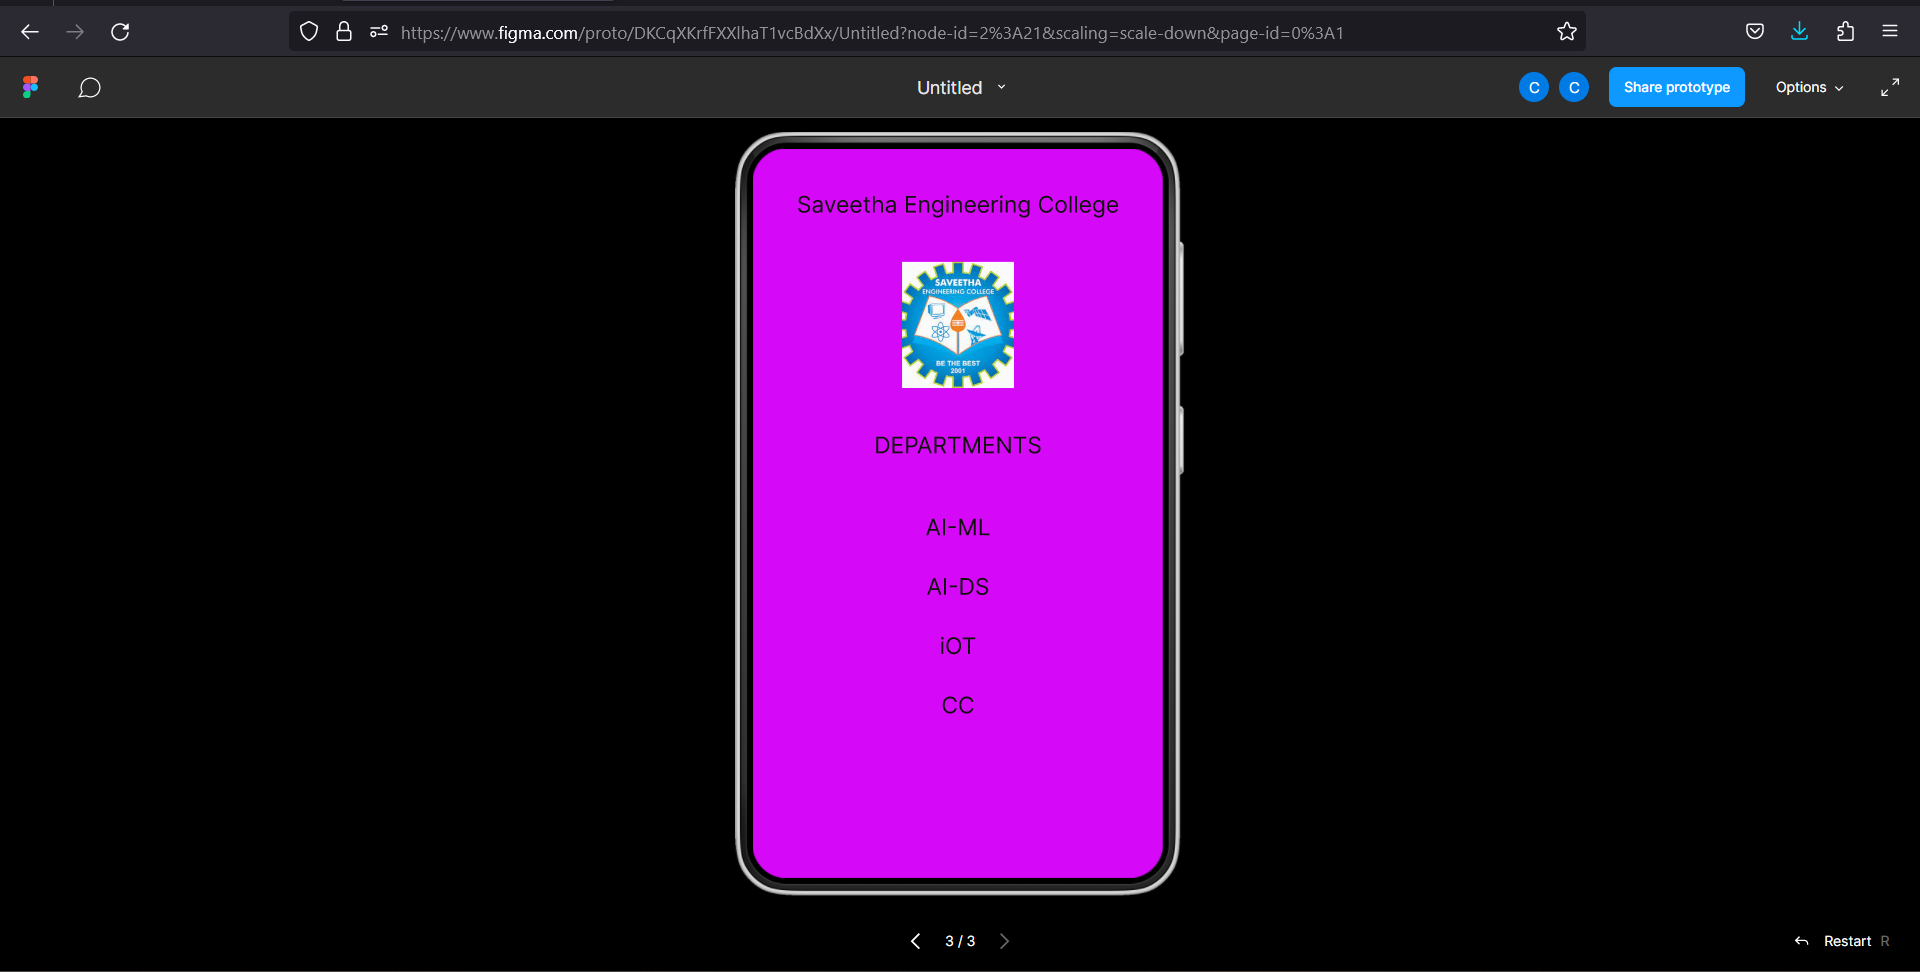 https://www.figma.com/proto/DKCqXKrfFXXlhaT1vcBdXx/Untitled?node-id=2%3A21&scaling=scale-down&page-id=0%3A1
Untitled
C C
Share prototype
Options
Saveetha Engineering College
SAVEETHA
ENGINEERING COLLEGE
BE THE BEST
2001
DEPARTMENTS
AI-ML
AI-DS
iOT
CC
3 / 3
Restart R